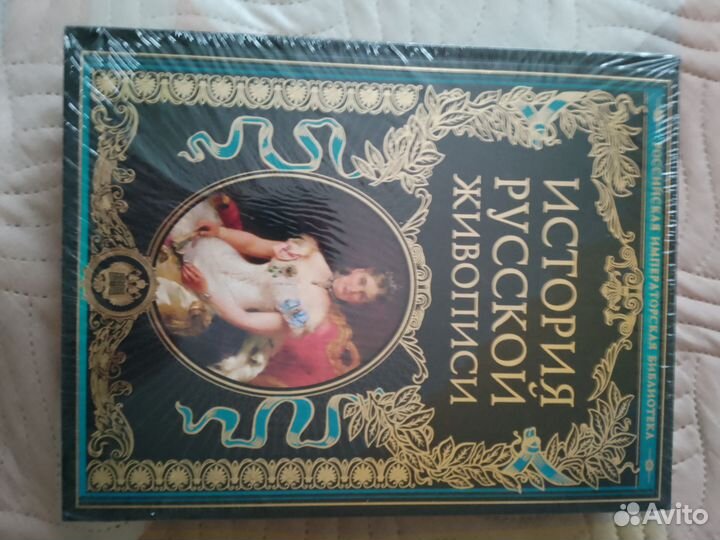 РОССИЙСКАЯ ИМПЕРАТОРСКАЯ БИБЛИОТЕКА
ИСТОРИЯ
РУССКОЙ
ЖИВОПИСИ
Avito